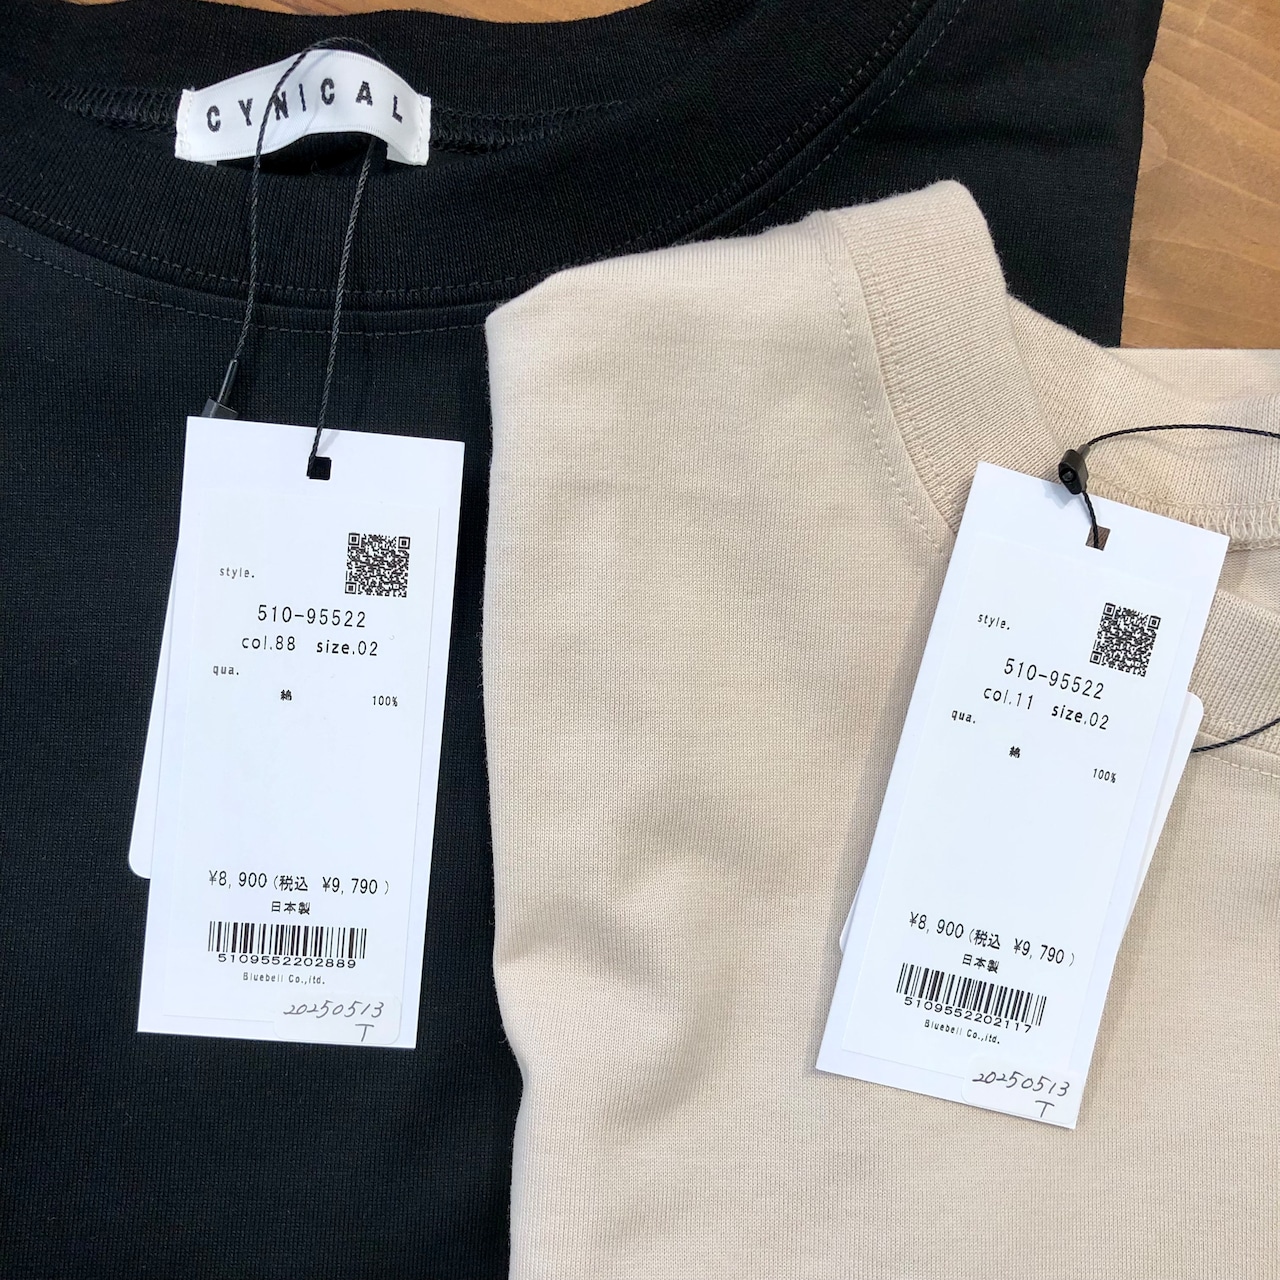 CYNICAL
style.
510-95522
col.88 size.02
qua.
綿 100%
¥8,900(税込 ¥9,790)
日本製
5109552202889
Bluebell Co.,ltd.
20250513
T
style.
510-95522
col.11 size.02
qua.
綿 100%
¥8,900(税込 ¥9,790)
日本製
5109552202117
Bluebell Co.,ltd.
20250513
T